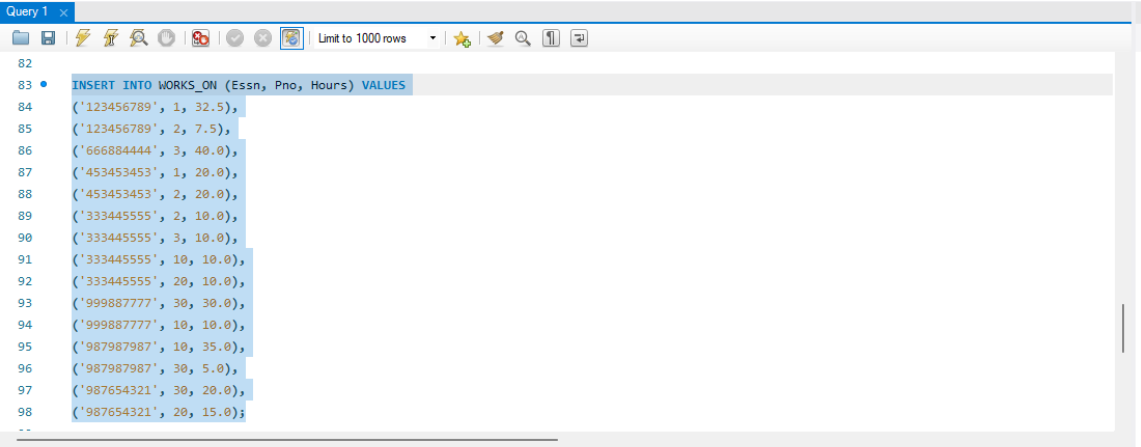 Query 1 ×
Limit to 1000 rows
82
83 INSERT INTO WORKS_ON (Essn, Pno, Hours) VALUES
84 ('123456789', 1, 32.5),
85 ('123456789', 2, 7.5),
86 ('666884444', 3, 40.0),
87 ('453453453', 1, 20.0),
88 ('453453453', 2, 20.0),
89 ('333445555', 2, 10.0),
90 ('333445555', 3, 10.0),
91 ('333445555', 10, 10.0),
92 ('333445555', 20, 10.0),
93 ('999887777', 30, 30.0),
94 ('999887777', 10, 10.0),
95 ('987987987', 10, 35.0),
96 ('987987987', 30, 5.0),
97 ('987654321', 30, 20.0),
98 ('987654321', 20, 15.0);